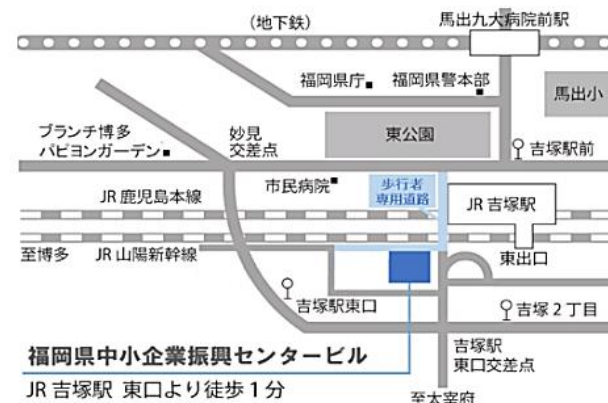 (地下鉄)
馬出九大病院前駅
福岡県庁
福岡県警本部
馬出小
ブランチ博多
パピヨンガーデン
妙見
交差点
東公園
吉塚駅前
市民病院
歩行者
専用道路
JR 鹿児島本線
JR 吉塚駅
至博多
JR 山陽新幹線
東出口
吉塚駅東口
吉塚2丁目
福岡県中小企業振興センタービル
JR 吉塚駅 東口より徒歩1分
吉塚駅
東口交差点
至太宰府